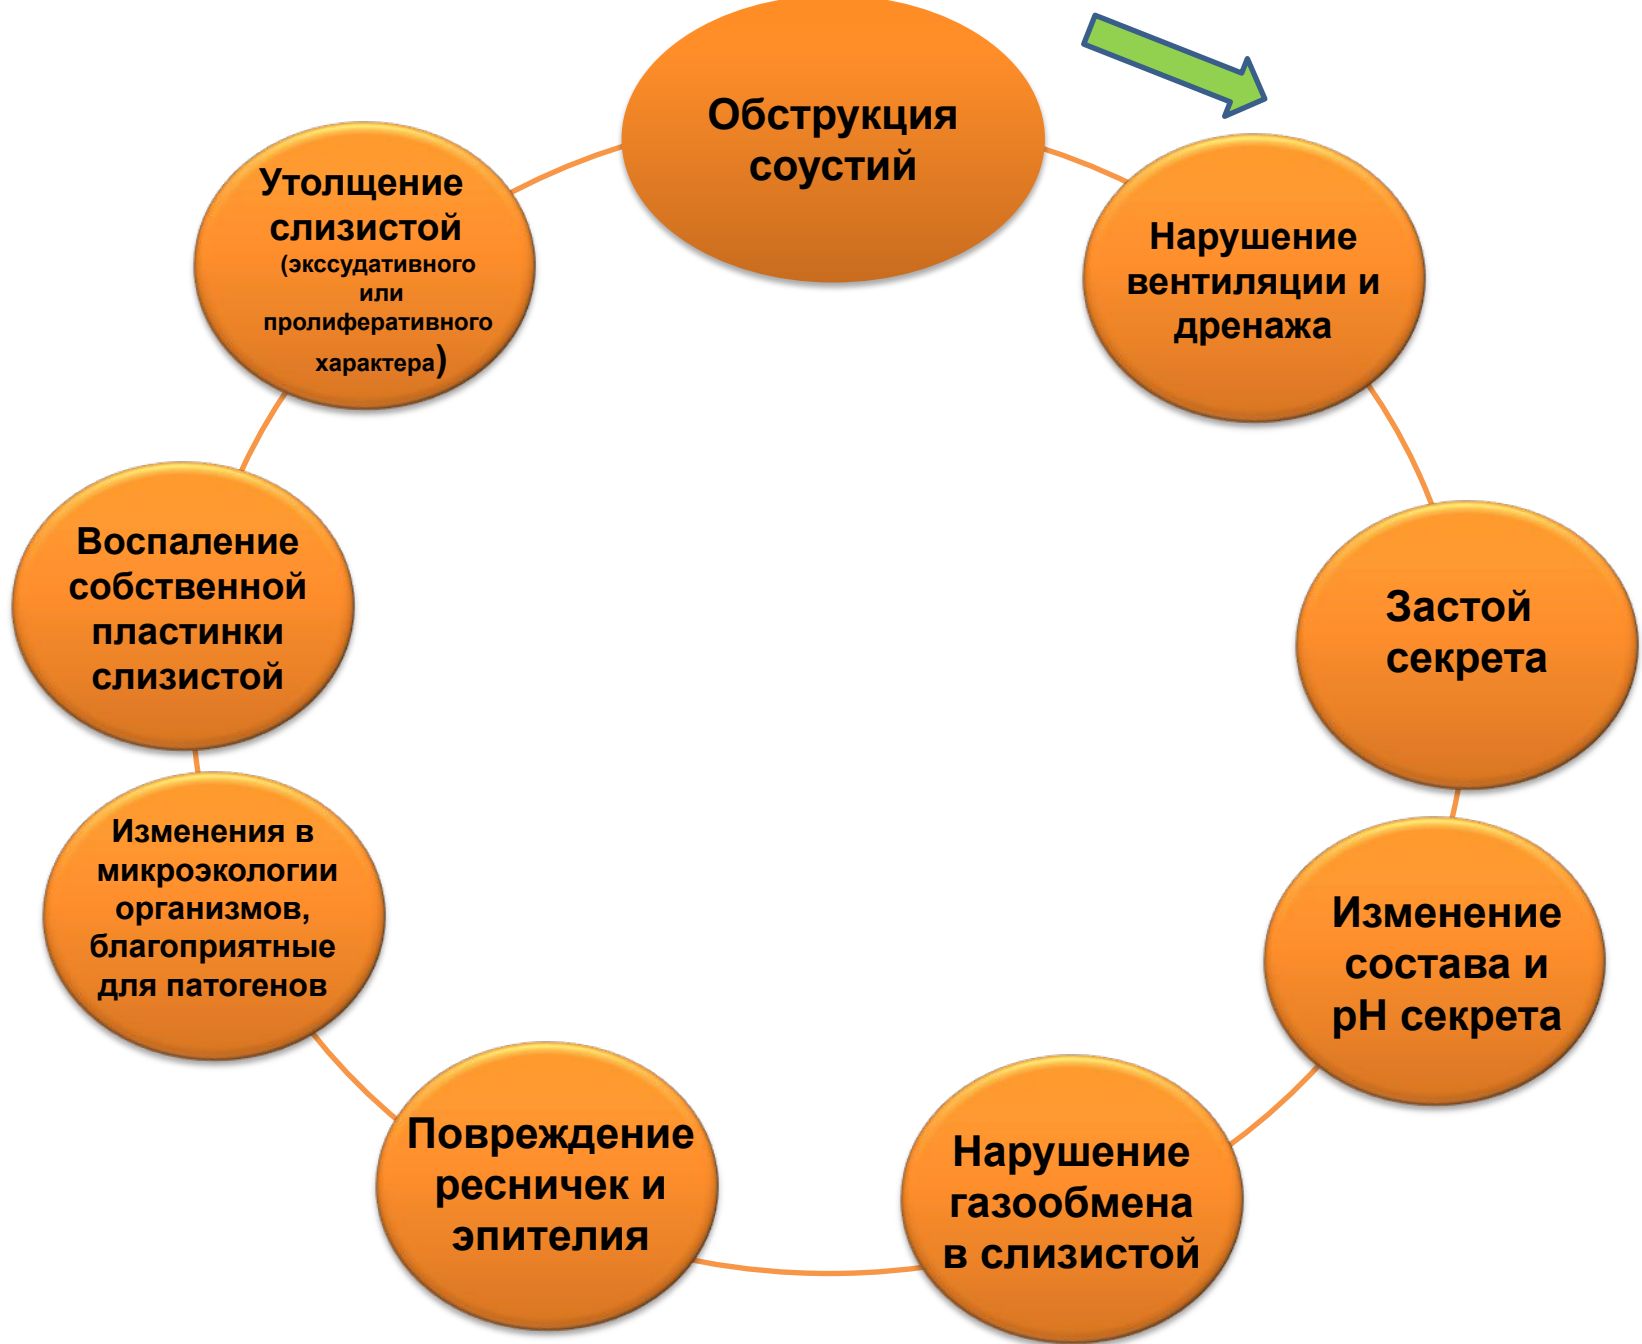 Обструкция
соустий
Нарушение
вентиляции и
дренажа
Застой
секрета
Изменение
состава и
pH секрета
Нарушение
газообмена
в слизистой
Повреждение
ресничек и
эпителия
Изменения в
микроэкологии
организмов,
благоприятные
для патогенов
Воспаление
собственной
пластинки
слизистой
Утолщение
слизистой
(экссудативного
или
пролиферативного
характера)